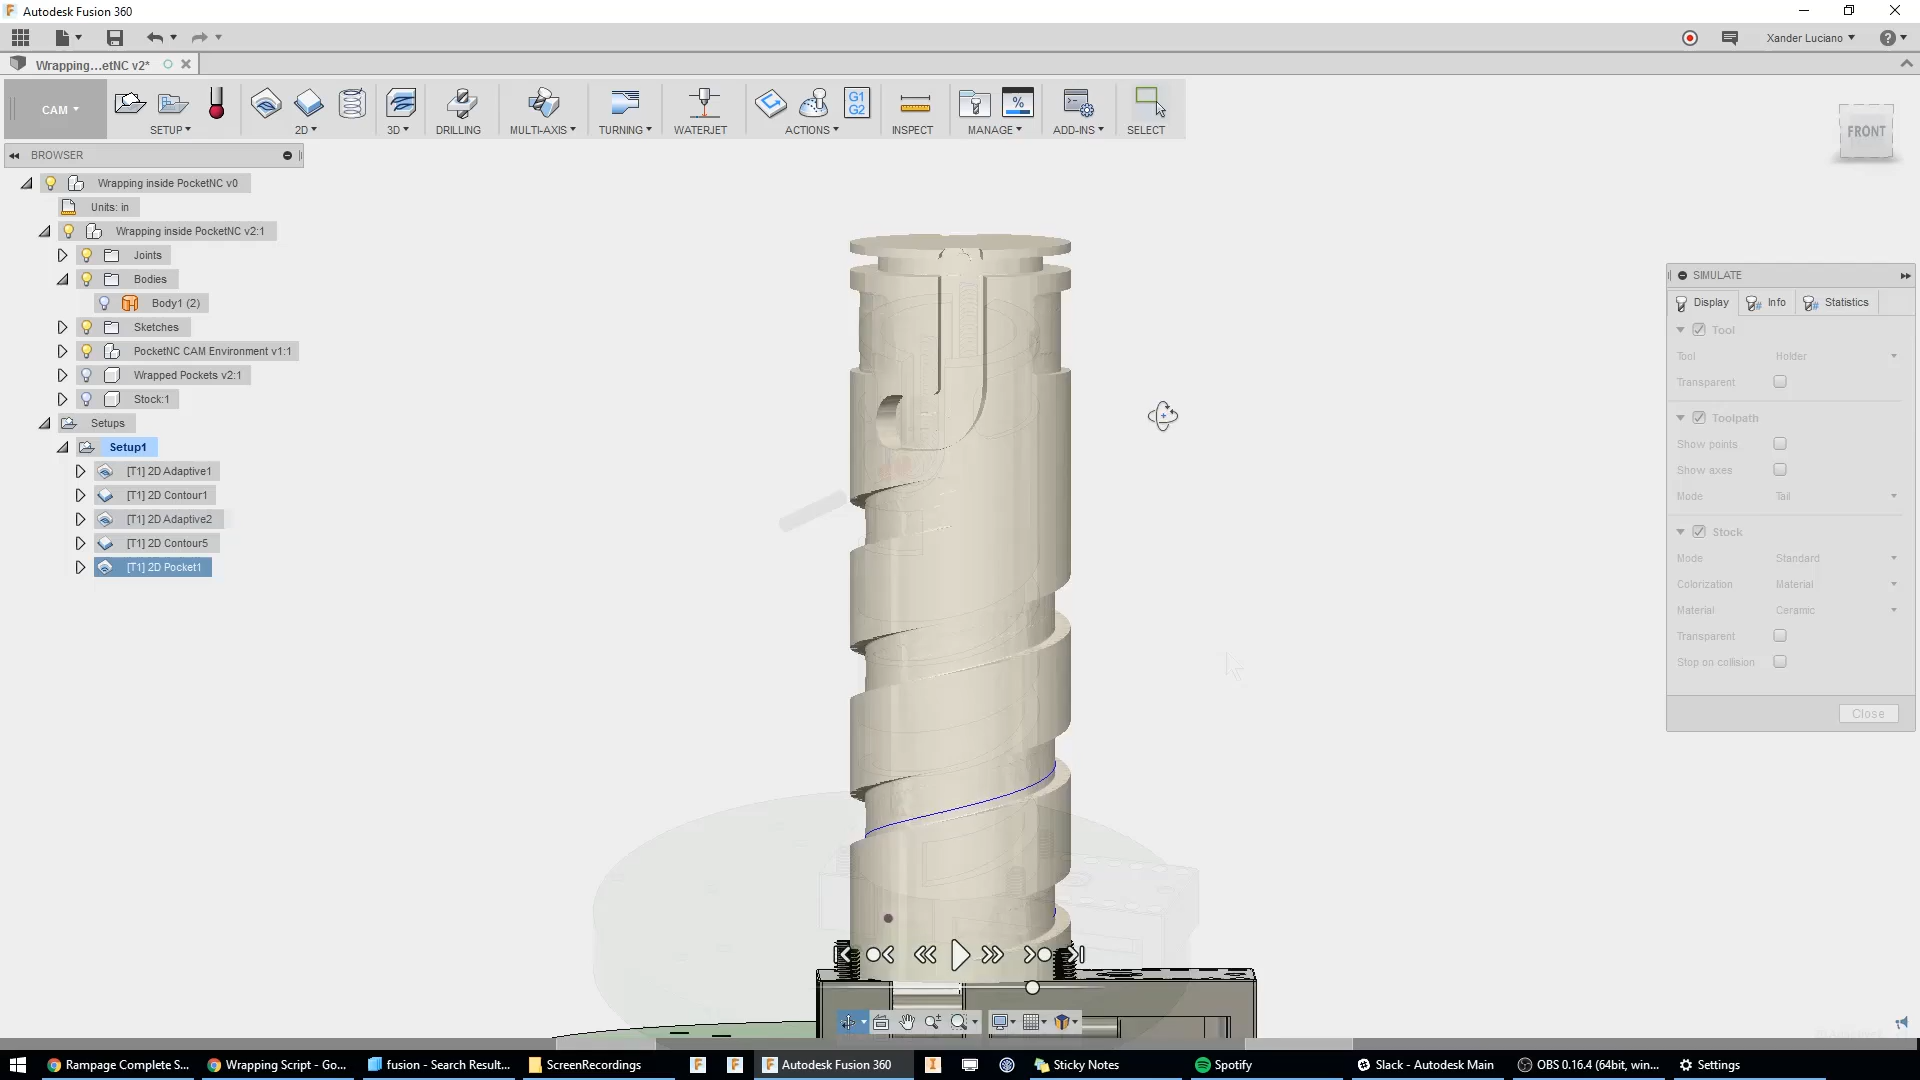 Autodesk Fusion 360
Xander Luciano
Wrapping...etNC v2*
CAM
SETUP
2D
3D
DRILLING
MULTI-AXIS
TURNING
WATERJET
G1
G2
ACTIONS
INSPECT
%
MANAGE
ADD-INS
SELECT
FRONT
BROWSER
Wrapping inside PocketNC v0
Units: in
Wrapping inside PocketNC v2:1
Joints
Bodies
Body1 (2)
Sketches
PocketNC CAM Environment v1:1
Wrapped Pockets v2:1
Stock:1
Setups
Setup1
[T1] 2D Adaptive1
[T1] 2D Contour1
[T1] 2D Adaptive2
[T1] 2D Contour5
[T1] 2D Pocket1
SIMULATE
Display Info Statistics
Tool
Tool Holder
Transparent
Toolpath
Show points
Show axes
Mode Tail
Stock
Mode Standard
Colorization Material
Material Ceramic
Transparent
Stop on collision
Close
Rampage Complete S...
Wrapping Script - Go...
fusion - Search Result...
ScreenRecordings
Autodesk Fusion 360
Sticky Notes
Spotify
Slack - Autodesk Main
OBS 0.16.4 (64bit, win...
Settings